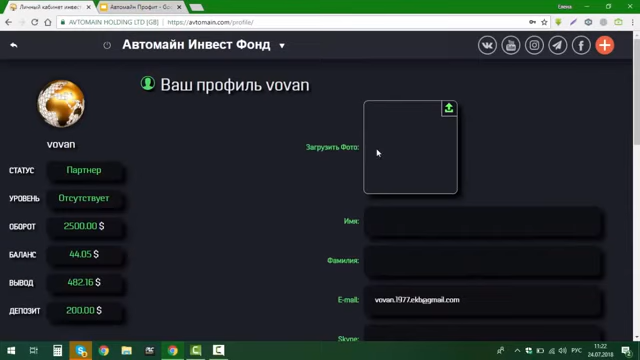 Личный кабинет инвест
Автомайн Профит - Goo
Елена
AVTOMAIN HOLDING LTD [GB]
https://avtomain.com/profile/
Автомайн Инвест Фонд
Ваш профиль vovan
vovan
Загрузить Фото:
СТАТУС Партнер
УРОВЕНЬ Отсутствует
ОБОРОТ 2500.00 $
БАЛАНС 44.05 $
ВЫВОД 482.16 $
ДЕПОЗИТ 200.00 $
Имя:
Фамилия:
E-mail: vovan.1977.ekb@gmail.com
Skype:
РУС
11:22
24.07.2018